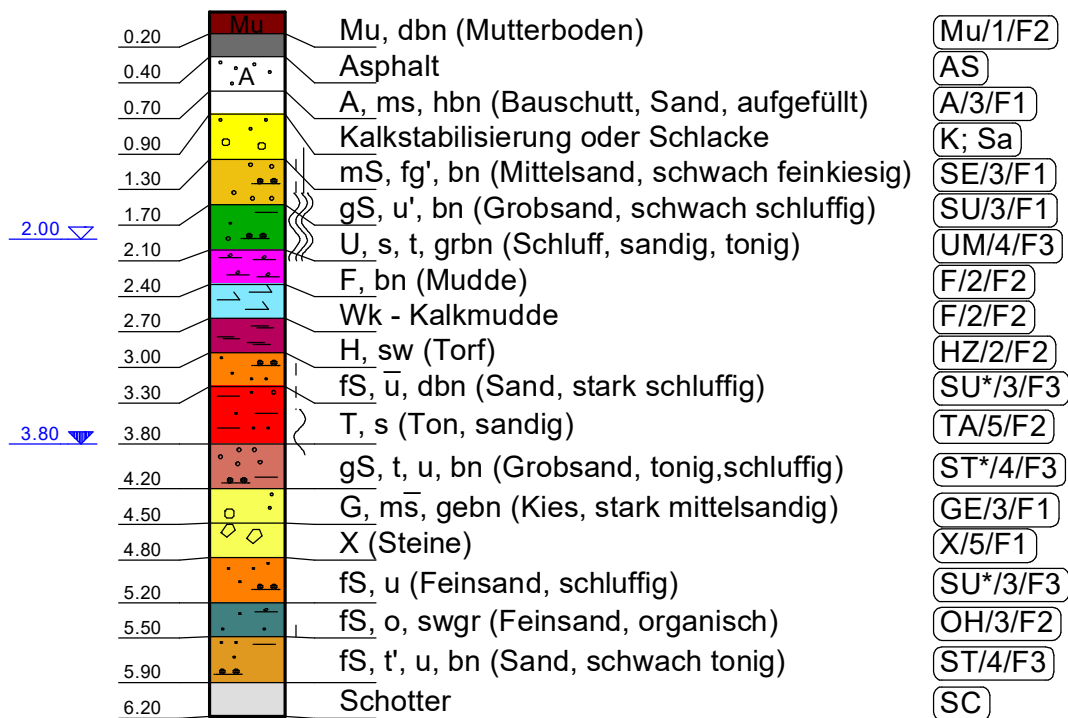 Mu
0.20 Mu, dbn (Mutterboden) Mu/1/F2
0.40 A Asphalt AS
0.70 A, ms, hbn (Bauschutt, Sand, aufgefüllt) A/3/F1
0.90 Kalkstabilisierung oder Schlacke K; Sa
1.30 mS, fg', bn (Mittelsand, schwach feinkiesig) SE/3/F1
1.70 gS, u', bn (Grobsand, schwach schluffig) SU/3/F1
2.00 2.10 U, s, t, grbn (Schluff, sandig, tonig) UM/4/F3
2.40 F, bn (Mudde) F/2/F2
2.70 Wk - Kalkmudde F/2/F2
3.00 H, sw (Torf) HZ/2/F2
3.30 fS, u̅, dbn (Sand, stark schluffig) SU*/3/F3
3.80 3.80 T, s (Ton, sandig) TA/5/F2
4.20 gS, t, u, bn (Grobsand, tonig,schluffig) ST*/4/F3
4.50 G, ms̅, gebn (Kies, stark mittelsandig) GE/3/F1
4.80 X (Steine) X/5/F1
5.20 fS, u (Feinsand, schluffig) SU*/3/F3
5.50 fS, o, swgr (Feinsand, organisch) OH/3/F2
5.90 fS, t', u, bn (Sand, schwach tonig) ST/4/F3
6.20 Schotter SC